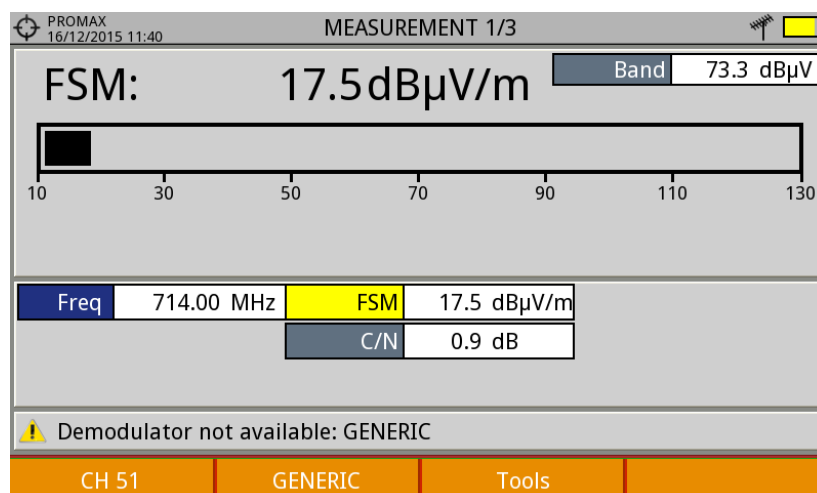 PROMAX
16/12/2015 11:40
MEASUREMENT 1/3
FSM: 17.5 dBµV/m
Band 73.3 dBµV
10 30 50 70 90 110 130
Freq 714.00 MHz FSM 17.5 dBµV/m
C/N 0.9 dB
Demodulator not available: GENERIC
CH 51 GENERIC Tools